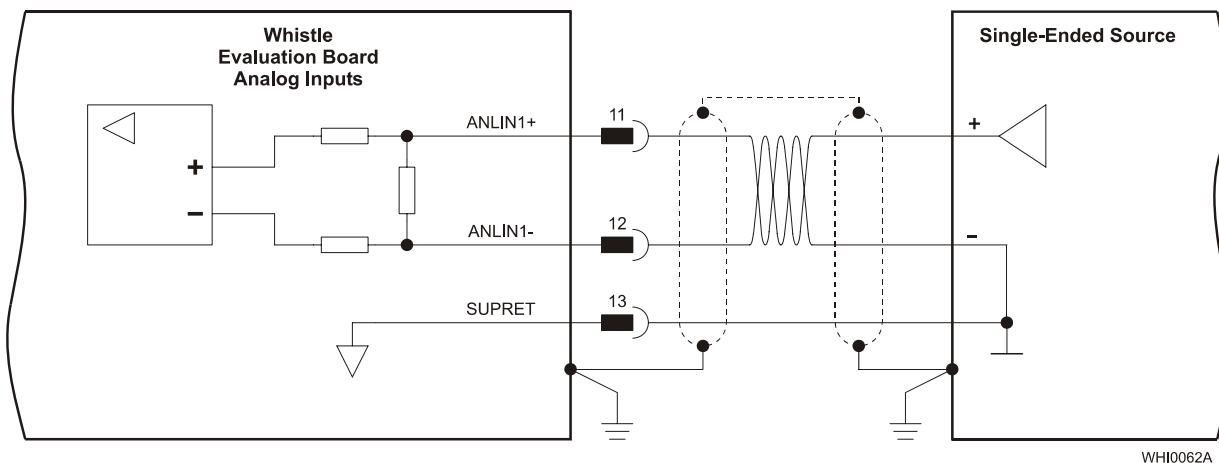 Whistle
Evaluation Board
Analog Inputs
Single-Ended Source
ANLIN1+
11
+
+
-
ANLIN1-
12
-
SUPRET
13
WHI0062A